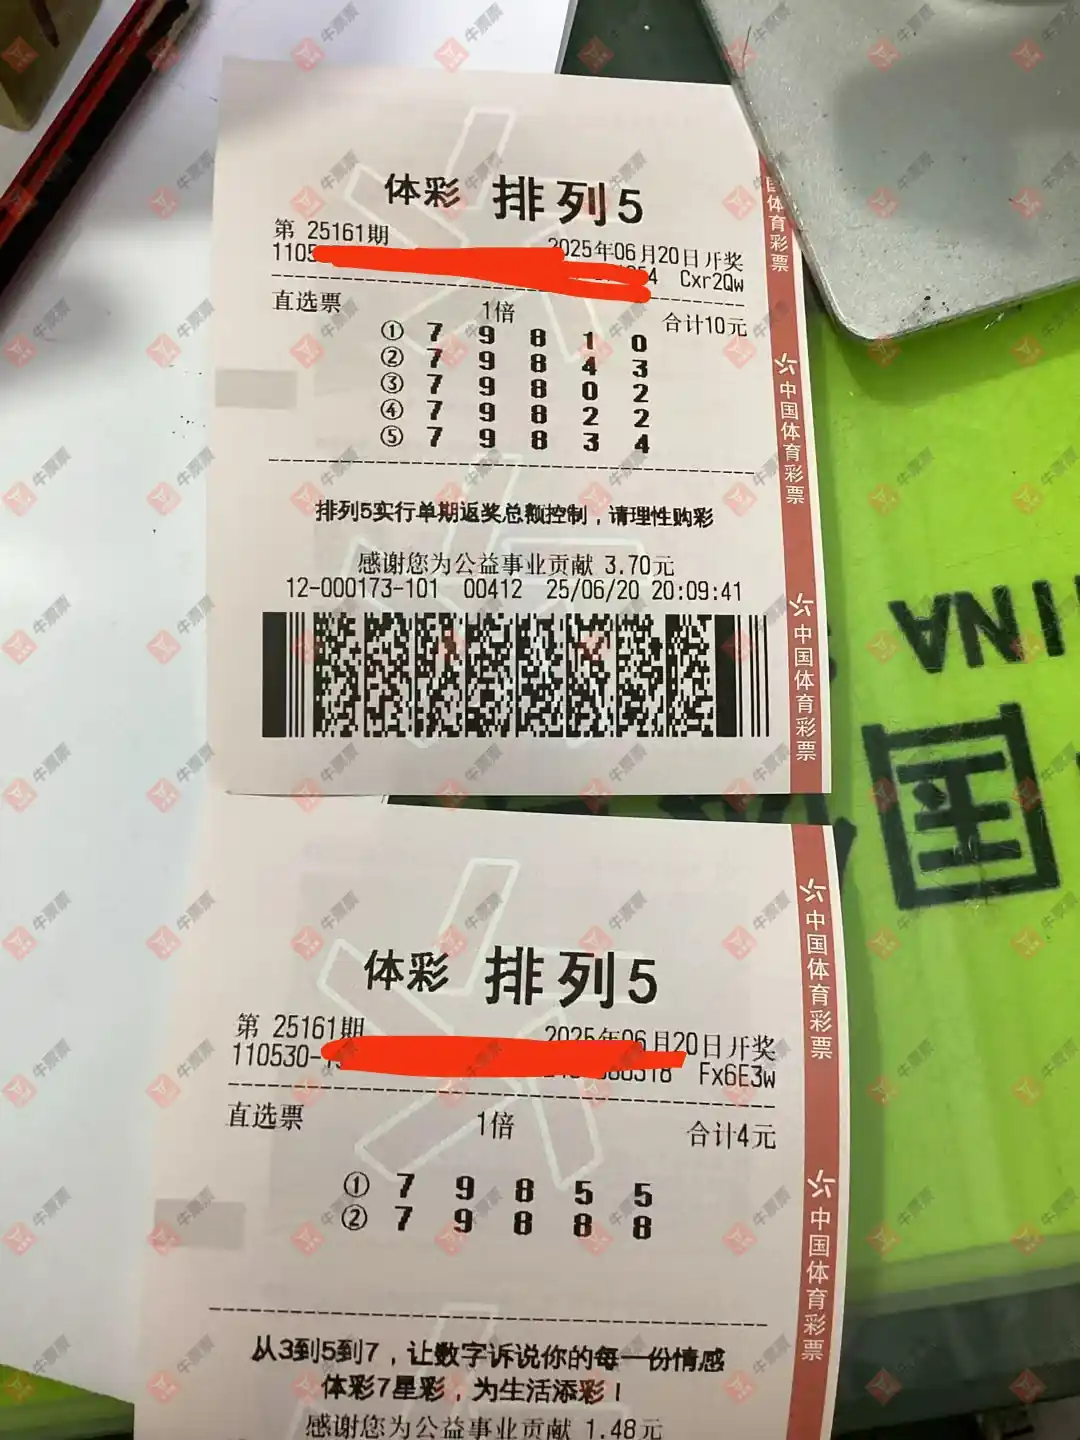 体彩 排列5
第 25161期
2025年06月20日开奖
1105
Cxr2Qw
直选票 1倍 合计10元
① 7 9 8 1 0
② 7 9 8 4 3
③ 7 9 8 0 2
④ 7 9 8 2 2
⑤ 7 9 8 3 4
排列5实行单期返奖总额控制，请理性购彩
感谢您为公益事业贡献 3.70元
12-000173-101 00412 25/06/20 20:09:41
国体育彩票
中国体育彩票
中国体育彩票
INA
国
体彩 排列5
第 25161期
2025年06月20日开奖
110530-
Fx6E3w
直选票 1倍 合计4元
① 7 9 8 5 5
② 7 9 8 8 8
从3到5到7，让数字诉说你的每一份情感
体彩7星彩，为生活添彩！
感谢您为公益事业贡献 1.48元
中国体育彩票
中国体育彩票
牛票票